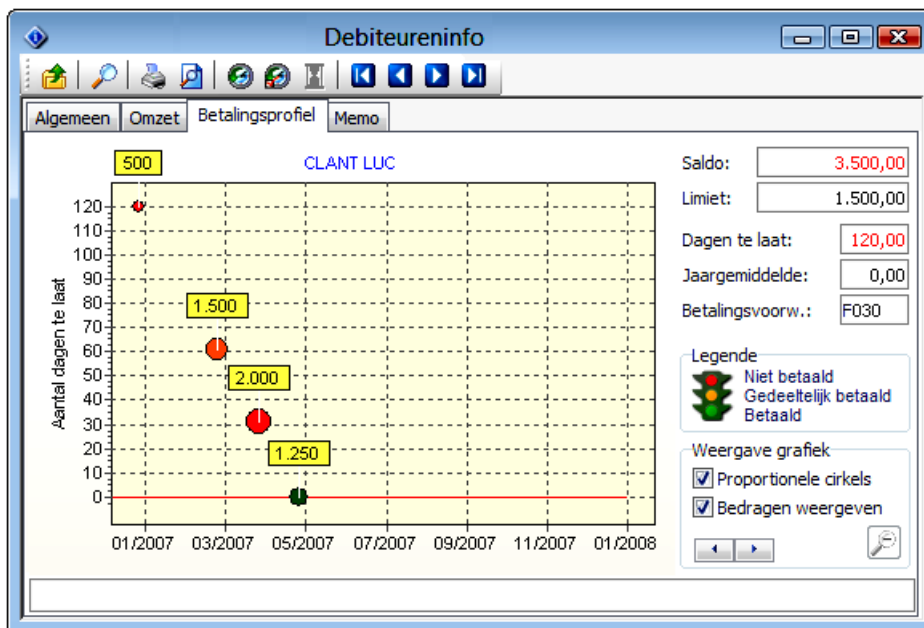 Debiteureninfo
Algemeen
Omzet
Betalingsprofiel
Memo
CLANT LUC
500
1.500
2.000
1.250
Aantal dagen te laat
120
110
100
90
80
70
60
50
40
30
20
10
0
01/2007
03/2007
05/2007
07/2007
09/2007
11/2007
01/2008
Saldo: 3.500,00
Limiet: 1.500,00
Dagen te laat: 120,00
Jaargemiddelde: 0,00
Betalingsvoorw.: F030
Legende
Niet betaald
Gedeeltelijk betaald
Betaald
Weergave grafiek
Proportionele cirkels
Bedragen weergeven